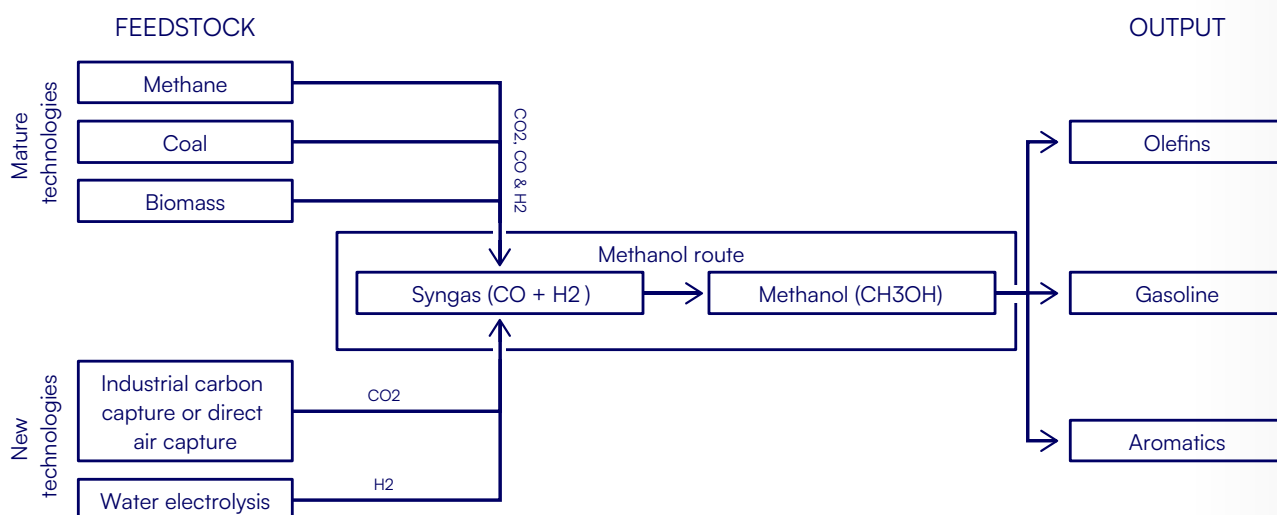 FEEDSTOCK
OUTPUT
Mature
technologies
Methane
Coal
Biomass
CO2, CO & H2
Methanol route
Syngas (CO + H2 )
Methanol (CH3OH)
Olefins
Gasoline
Aromatics
New
technologies
Industrial carbon
capture or direct
air capture
CO2
Water electrolysis
H2